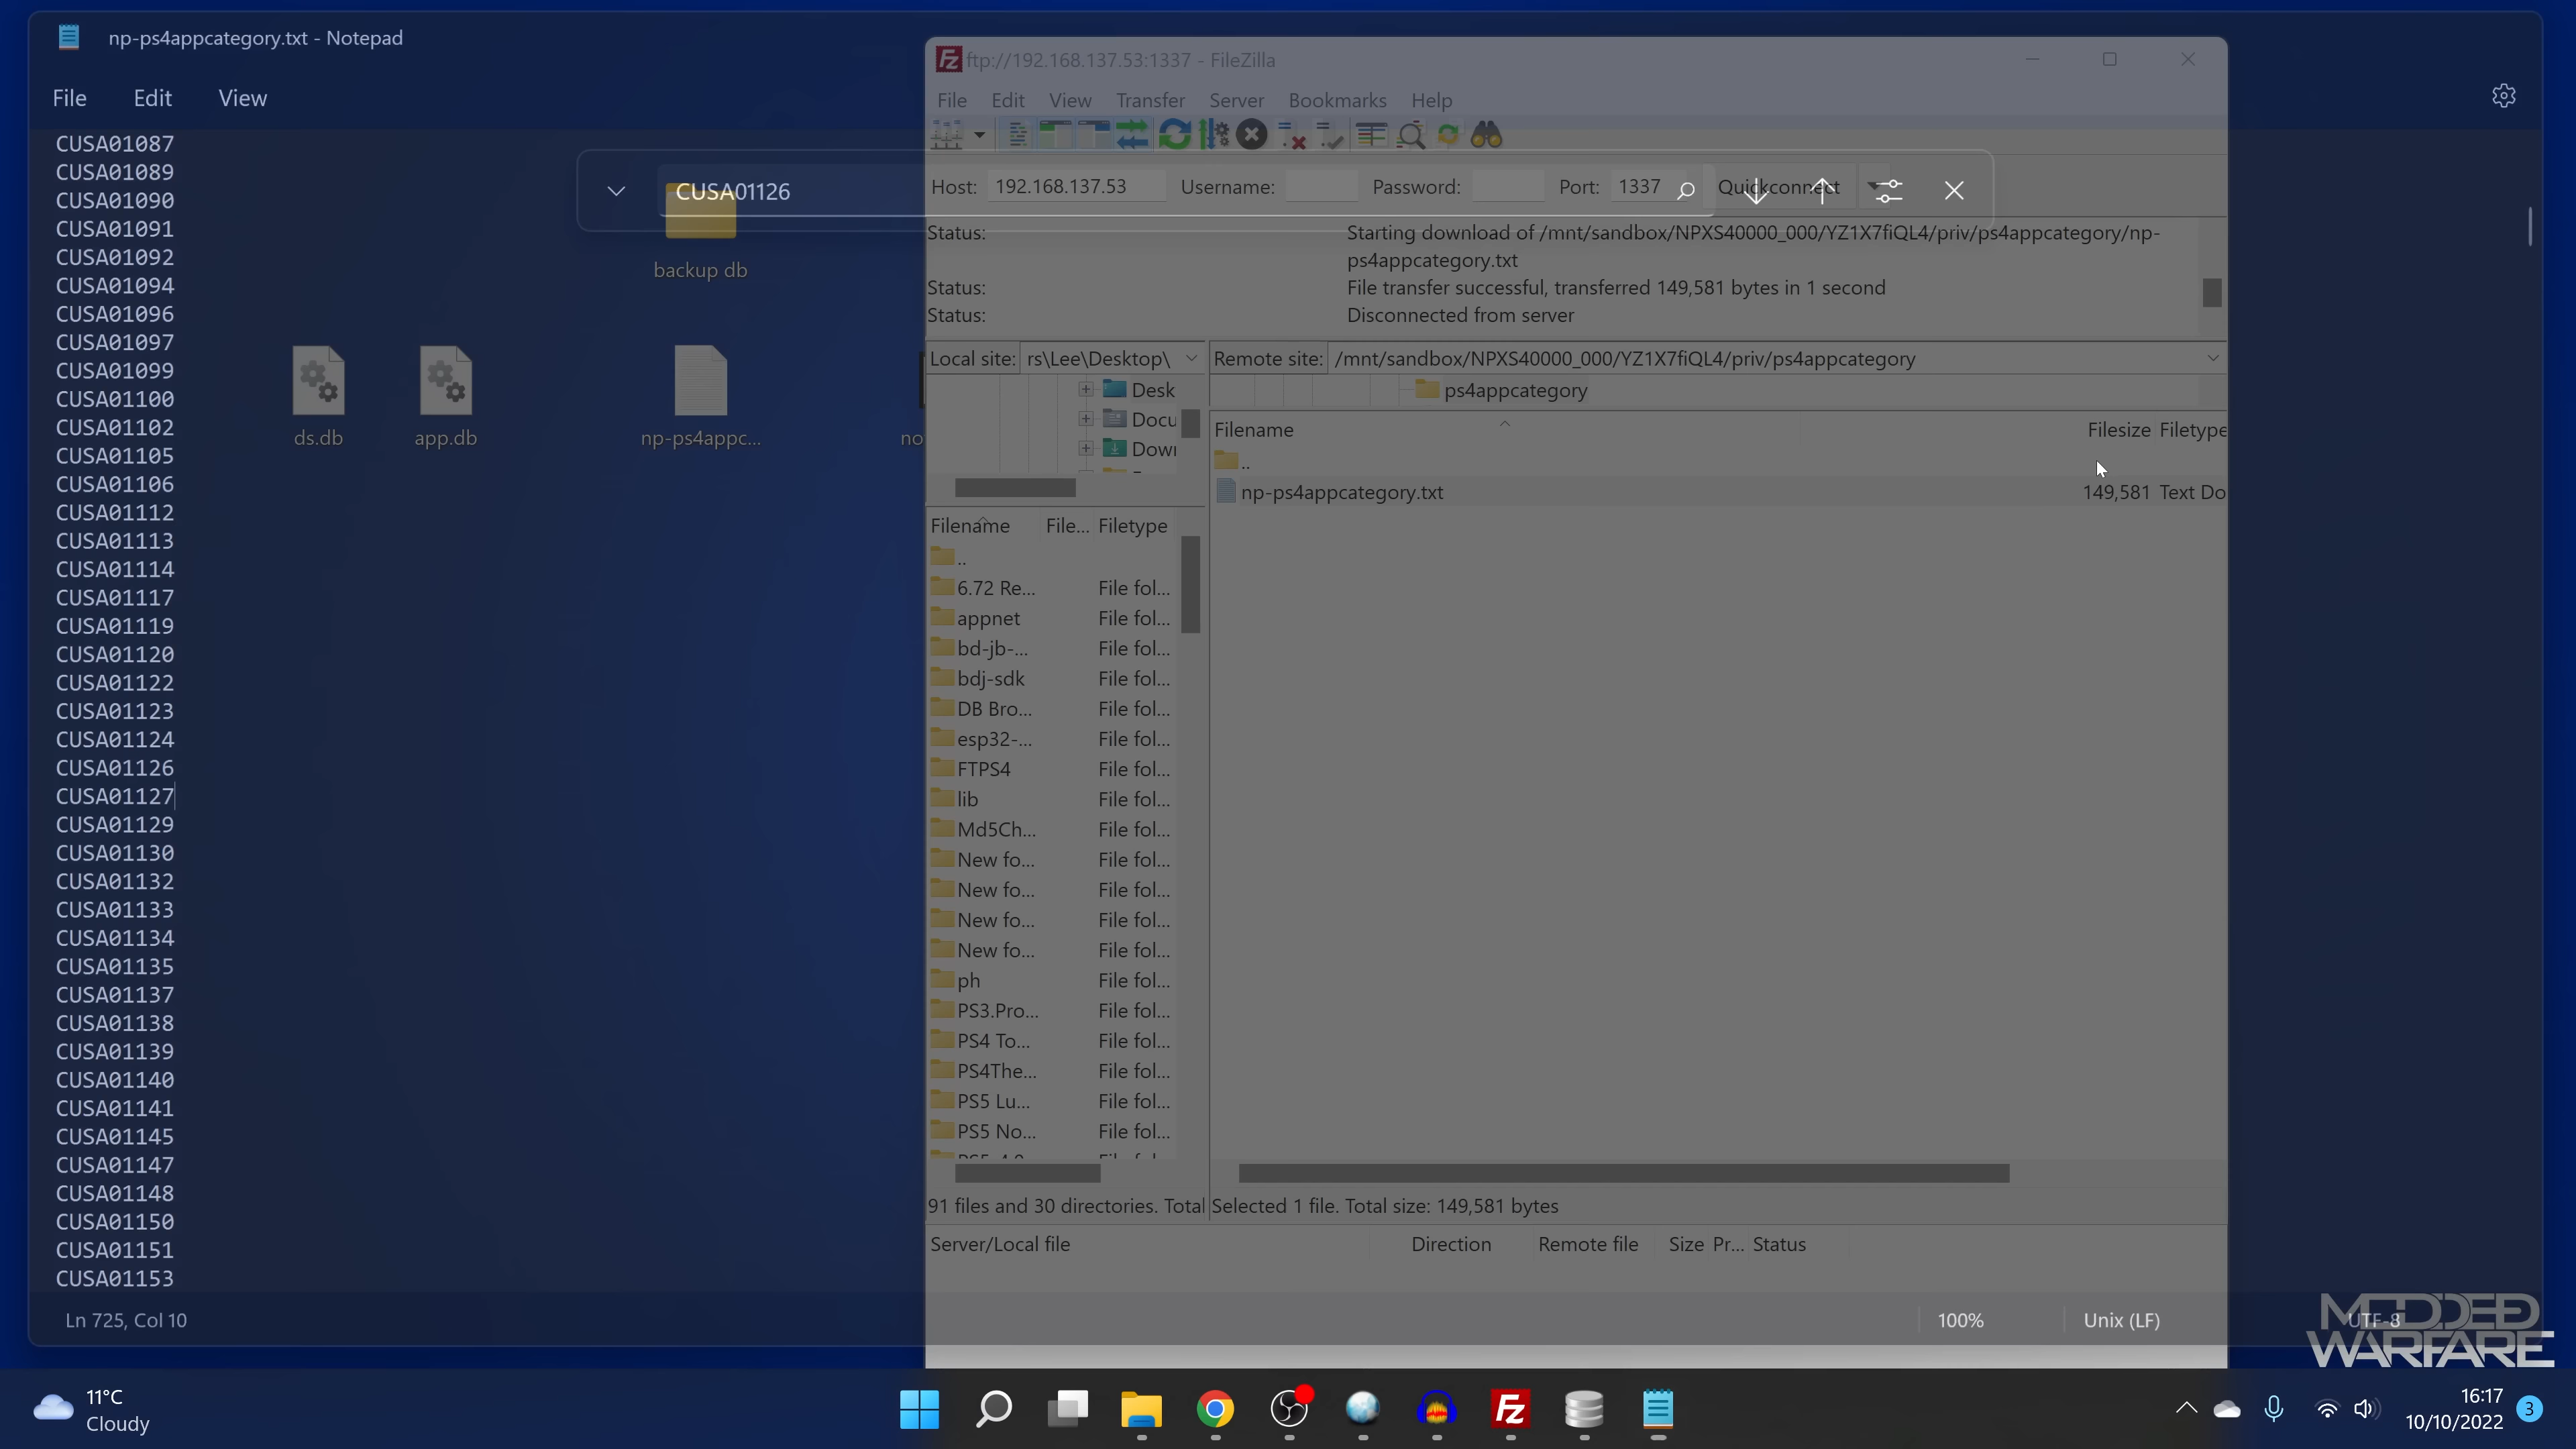 np-ps4appcategory.txt - Notepad
File Edit View
CUSA01087
CUSA01089
CUSA01090
CUSA01091
CUSA01092
CUSA01094
CUSA01096
CUSA01097
CUSA01099
CUSA01100
CUSA01102
CUSA01105
CUSA01106
CUSA01112
CUSA01113
CUSA01114
CUSA01117
CUSA01119
CUSA01120
CUSA01122
CUSA01123
CUSA01124
CUSA01126
CUSA01127
CUSA01129
CUSA01130
CUSA01132
CUSA01133
CUSA01134
CUSA01135
CUSA01137
CUSA01138
CUSA01139
CUSA01140
CUSA01141
CUSA01145
CUSA01147
CUSA01148
CUSA01150
CUSA01151
CUSA01153
Ln 725, Col 10
100%
Unix (LF)
UTF-8
CUSA01126
backup db
ds.db
app.db
np-ps4appc...
no
ftp://192.168.137.53:1337 - FileZilla
File Edit View Transfer Server Bookmarks Help
Host: 192.168.137.53 Username: Password: Port: 1337 Quickconnect
Status: Starting download of /mnt/sandbox/NPXS40000_000/YZ1X7fiQL4/priv/ps4appcategory/np-
ps4appcategory.txt
Status: File transfer successful, transferred 149,581 bytes in 1 second
Status: Disconnected from server
Local site: rs\Lee\Desktop\
Desk
Docu
Dow
Filename File... Filetype
..
6.72 Re... File fol...
appnet File fol...
bd-jb-... File fol...
bdj-sdk File fol...
DB Bro... File fol...
esp32-... File fol...
FTPS4 File fol...
lib File fol...
Md5Ch... File fol...
New fo... File fol...
New fo... File fol...
New fo... File fol...
New fo... File fol...
ph File fol...
PS3.Pro... File fol...
PS4 To... File fol...
PS4The... File fol...
PS5 Lu... File fol...
PS5 No... File fol...
91 files and 30 directories. Total
Remote site: /mnt/sandbox/NPXS40000_000/YZ1X7fiQL4/priv/ps4appcategory
ps4appcategory
Filename Filesize Filetype
..
np-ps4appcategory.txt 149,581 Text Do
Selected 1 file. Total size: 149,581 bytes
Server/Local file Direction Remote file Size Pr... Status
MODDED
WARFARE
11°C
Cloudy
16:17
10/10/2022
3